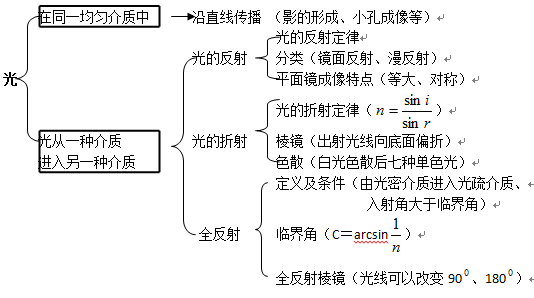 在同一均匀介质中
沿直线传播 (影的形成、小孔成像等)
光
光的反射定律
光的反射
分类(镜面反射、漫反射)
平面镜成像特点(等大、对称)
光从一种介质
进入另一种介质
光的折射定律(n = sin i / sin r)
光的折射
棱镜(出射光线向底面偏折)
色散(白光色散后七种单色光)
定义及条件(由光密介质进入光疏介质、
入射角大于临界角)
全反射
临界角(C=arcsin 1/n)
全反射棱镜(光线可以改变90⁰、180⁰)